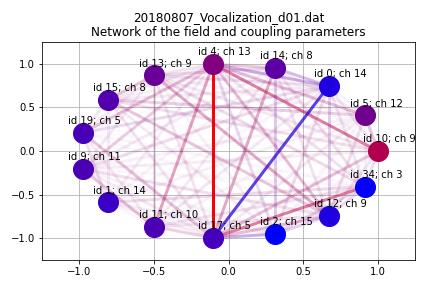 20180807_Vocalization_d01.dat
Network of the field and coupling parameters
id 4; ch 13
id 14; ch 8
id 13; ch 9
id 0; ch 14
id 15; ch 8
id 5; ch 12
id 19; ch 5
id 10; ch 9
id 9; ch 11
id 34; ch 3
id 1; ch 14
id 12; ch 9
id 11; ch 10
id 17; ch 5
id 2; ch 15
1.0
0.5
0.0
−0.5
−1.0
−1.0 −0.5 0.0 0.5 1.0